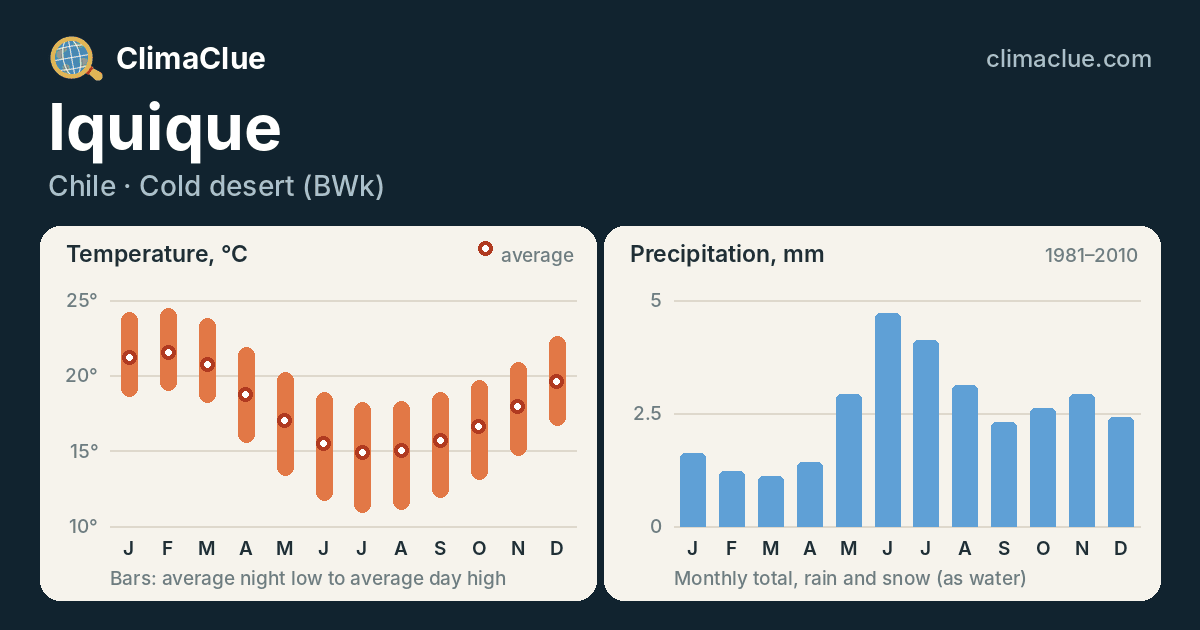 ClimaClue
climaclue.com
Iquique
Chile · Cold desert (BWk)
Temperature, °C
average
25°
20°
15°
10°
J F M A M J J A S O N D
Bars: average night low to average day high
Precipitation, mm
1981–2010
5
2.5
0
J F M A M J J A S O N D
Monthly total, rain and snow (as water)